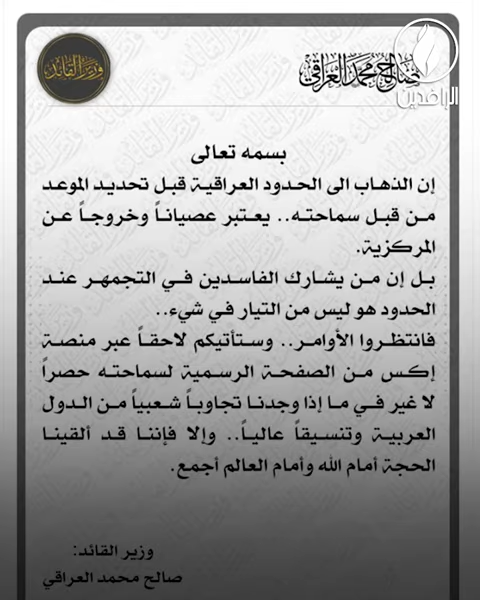 وزير القائد
صالح محمد العراقي
الرافدين
بسمه تعالى
إن الذهاب الى الحدود العراقية قبل تحديد الموعد
من قبل سماحته.. يعتبر عصياناً وخروجاً عن
المركزية.
بل إن من يشارك الفاسدين في التجمهر عند
الحدود هو ليس من التيار في شيء..
فانتظروا الأوامر.. وستأتيكم لاحقاً عبر منصة
إكس من الصفحة الرسمية لسماحته حصراً
لا غير في ما إذا وجدنا تجاوباً شعبياً من الدول
العربية وتنسيقاً عالياً.. وإلا فإننا قد ألقينا
الحجة أمام الله وأمام العالم أجمع.
وزير القائد:
صالح محمد العراقي